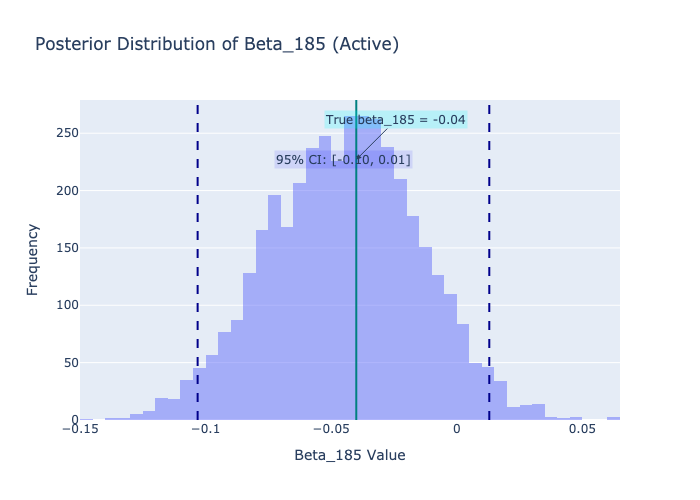 Posterior Distribution of Beta_185 (Active)
True beta_185 = -0.04
95% CI: [-0.10, 0.01]
250
200
150
100
50
0
Frequency
−0.15
−0.1
−0.05
0
0.05
Beta_185 Value